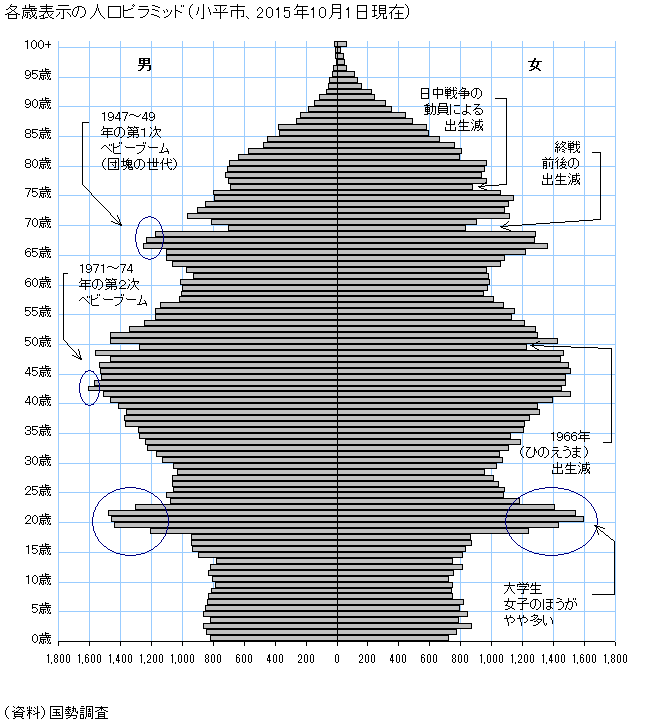 各歳表示の人口ピラミッド（小平市、2015年10月1日現在）
男
女
100+
95歳
90歳
85歳
80歳
75歳
70歳
65歳
60歳
55歳
50歳
45歳
40歳
35歳
30歳
25歳
20歳
15歳
10歳
5歳
0歳
1947～49
年の第1次
ベビーブーム
（団塊の世代）
1971～74
年の第2次
ベビーブーム
日中戦争の
動員による
出生減
終戦
前後の
出生減
1966年
（ひのえうま）
出生減
大学生
女子のほうが
やや多い
1,800 1,600 1,400 1,200 1,000 800 600 400 200 0 200 400 600 800 1,000 1,200 1,400 1,600 1,800
（資料）国勢調査